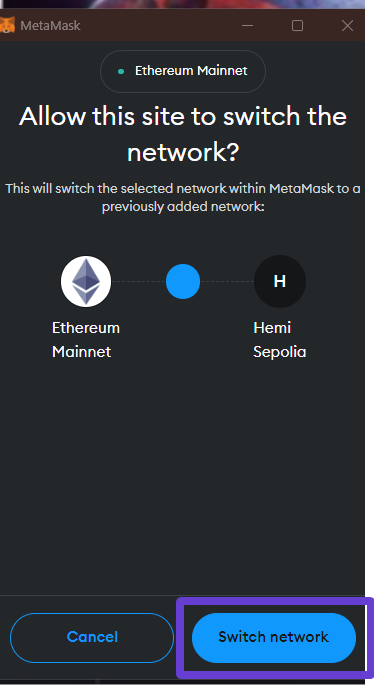 MetaMask
Ethereum Mainnet
Allow this site to switch the
network?
This will switch the selected network within MetaMask to a
previously added network:
H
Ethereum
Mainnet
Hemi
Sepolia
Cancel
Switch network